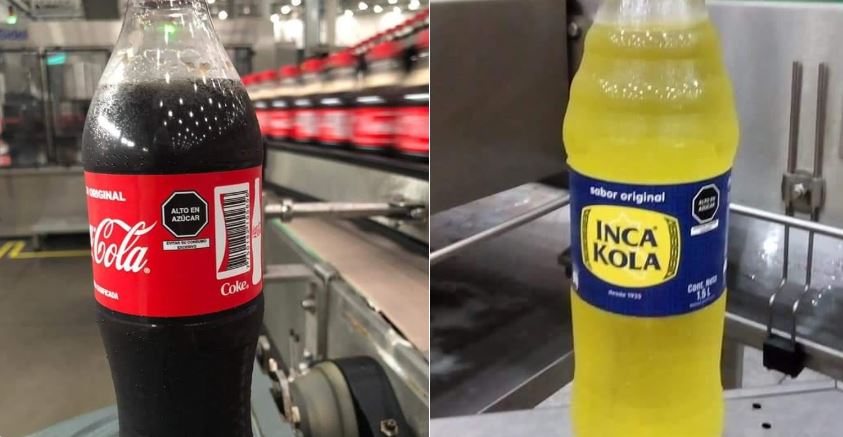 ORIGINAL
Cola
ALTO EN
AZÚCAR
EVITAR SU CONSUMO
EXCESIVO
Coke
sabor original
INCA
KOLA
desde 1935
ALTO EN
AZÚCAR
Cont. Neto
1.5 L